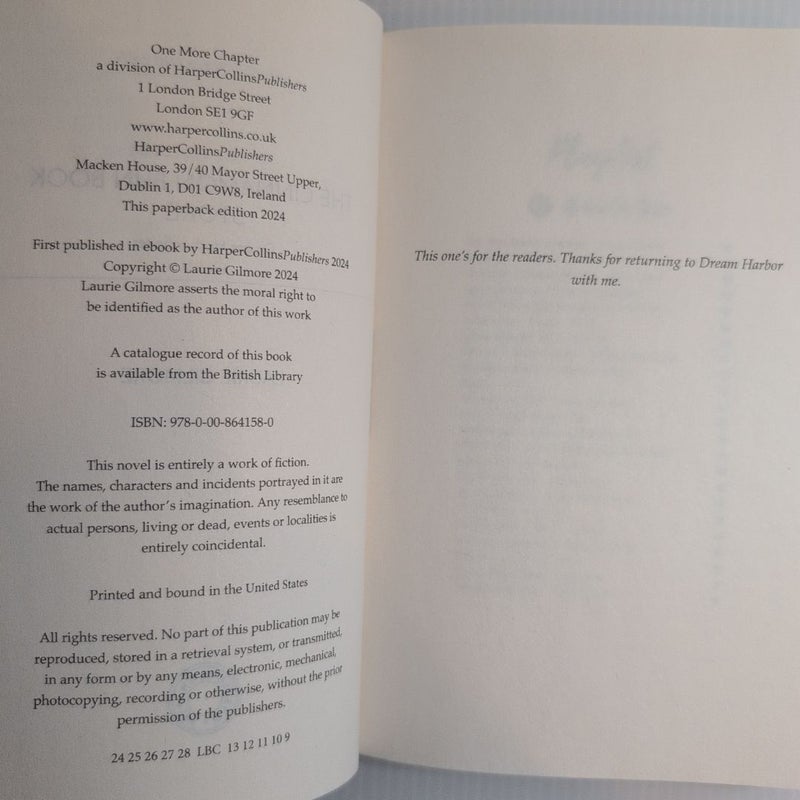 One More Chapter
a division of HarperCollinsPublishers
1 London Bridge Street
London SE1 9GF
www.harpercollins.co.uk
HarperCollinsPublishers
Macken House, 39/40 Mayor Street Upper,
Dublin 1, D01 C9W8, Ireland
This paperback edition 2024
First published in ebook by HarperCollinsPublishers 2024
Copyright © Laurie Gilmore 2024
Laurie Gilmore asserts the moral right to
be identified as the author of this work
A catalogue record of this book
is available from the British Library
ISBN: 978-0-00-864158-0
This novel is entirely a work of fiction.
The names, characters and incidents portrayed in it are
the work of the author's imagination. Any resemblance to
actual persons, living or dead, events or localities is
entirely coincidental.
Printed and bound in the United States
All rights reserved. No part of this publication may be
reproduced, stored in a retrieval system, or transmitted,
in any form or by any means, electronic, mechanical,
photocopying, recording or otherwise, without the prior
permission of the publishers.
24 25 26 27 28 LBC 13 12 11 10 9
This one's for the readers. Thanks for returning to Dream Harbor
with me.